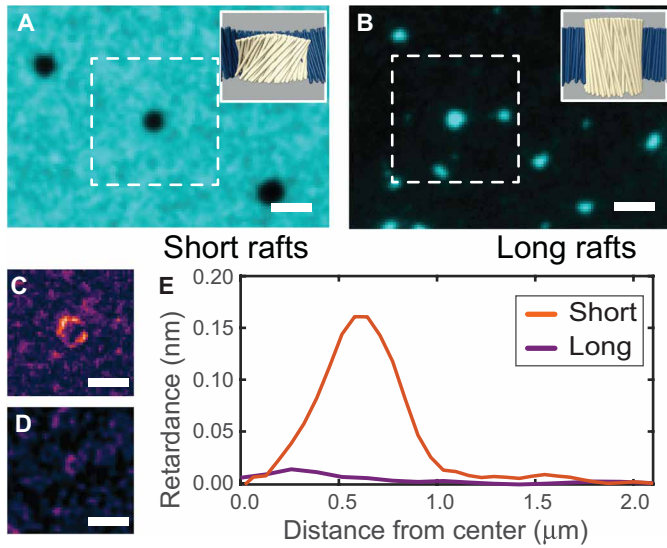 A
B
Short rafts
Long rafts
C
D
E
0.20
0.15
0.10
0.05
0.00
Retardance (nm)
Short
Long
0.0
0.5
1.0
1.5
2.0
Distance from center (μm)